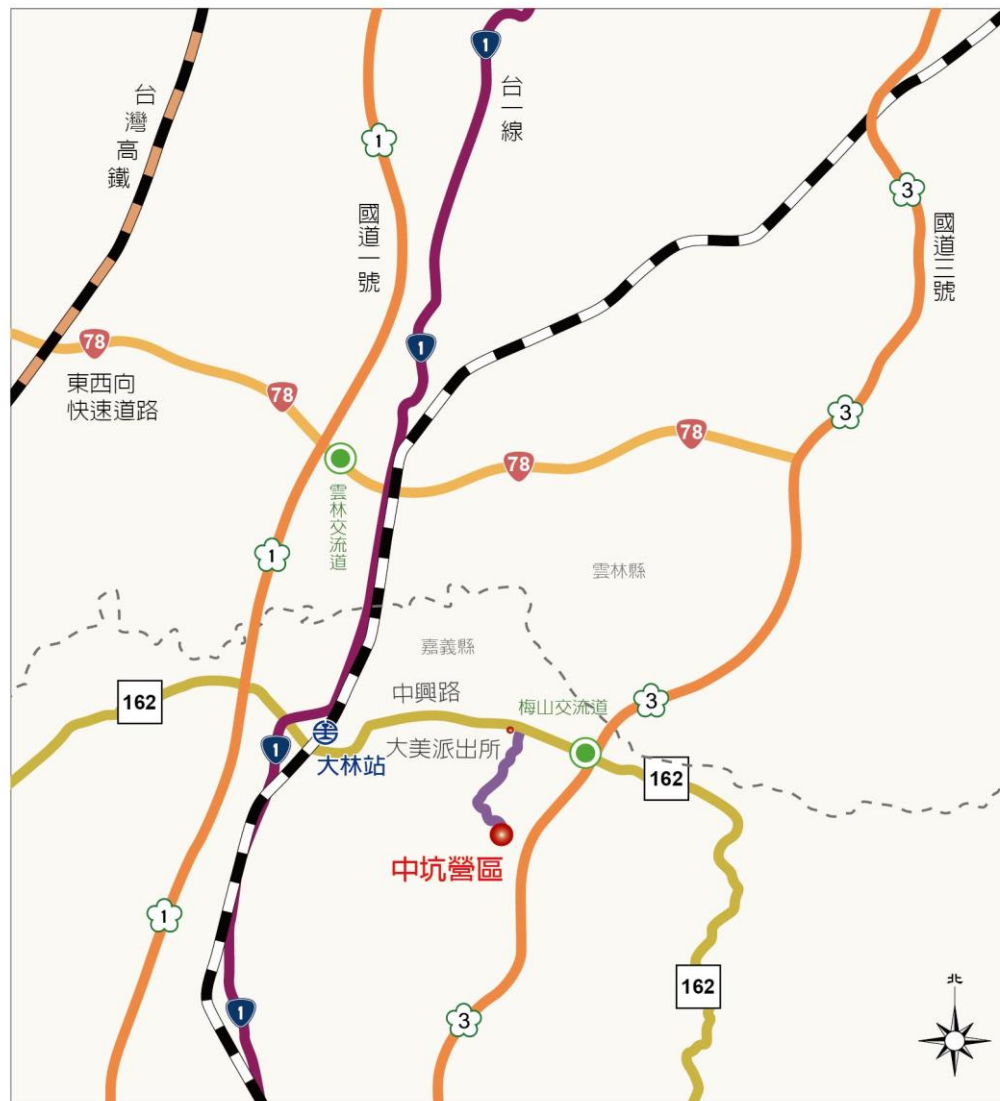 1
台一線
台灣高鐵
1
國道一號
3
國道三號
78
東西向
快速道路
1
78
3
78
78
雲林交流道
1
雲林縣
嘉義縣
162
中興路
梅山交流道
3
1
大林站
大美派出所
162
中坑營區
1
162
北
1
3